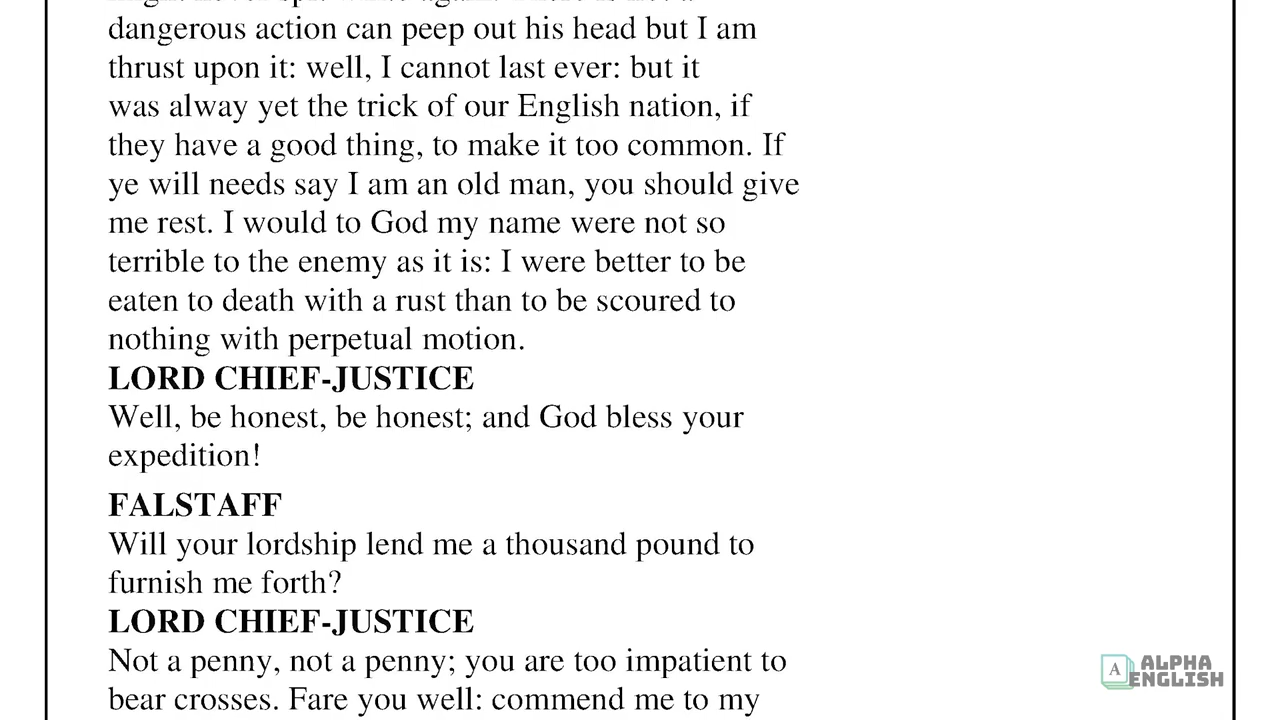 dangerous action can peep out his head but I am
thrust upon it: well, I cannot last ever: but it
was alway yet the trick of our English nation, if
they have a good thing, to make it too common. If
ye will needs say I am an old man, you should give
me rest. I would to God my name were not so
terrible to the enemy as it is: I were better to be
eaten to death with a rust than to be scoured to
nothing with perpetual motion.
LORD CHIEF-JUSTICE
Well, be honest, be honest; and God bless your
expedition!
FALSTAFF
Will your lordship lend me a thousand pound to
furnish me forth?
LORD CHIEF-JUSTICE
Not a penny, not a penny; you are too impatient to
bear crosses. Fare you well: commend me to my
A ALPHA
ENGLISH